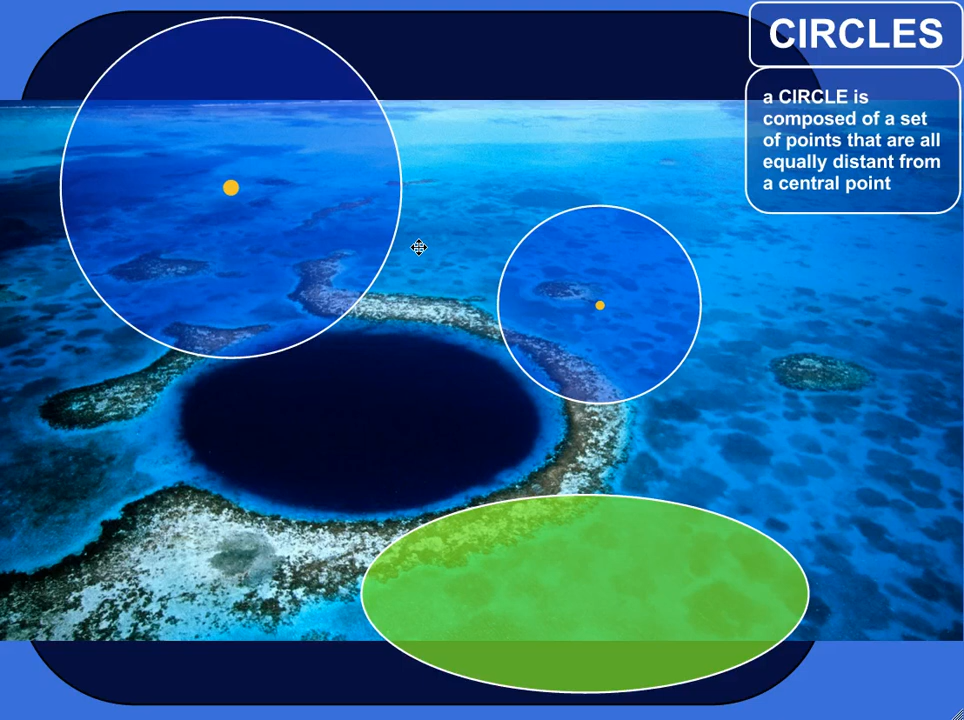 CIRCLES
a CIRCLE is
composed of a set
of points that are all
equally distant from
a central point